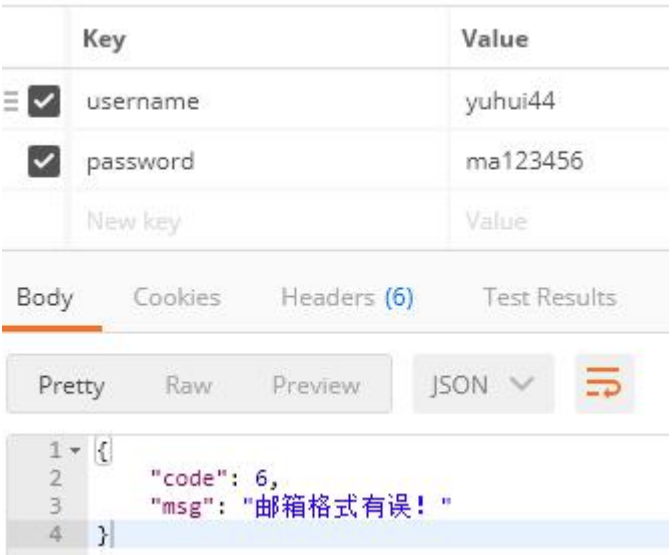 Key Value
username yuhui44
password ma123456
New key Value
Body Cookies Headers (6) Test Results
Pretty Raw Preview JSON
1 {
2 "code": 6,
3 "msg": "邮箱格式有误! "
4 }